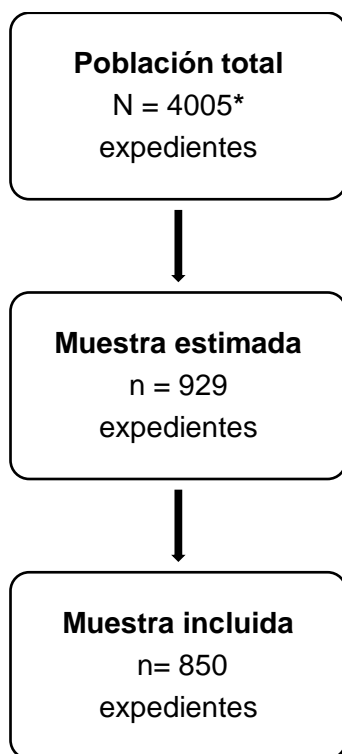 Población total
N = 4005*
expedientes
Muestra estimada
n = 929
expedientes
Muestra incluida
n= 850
expedientes